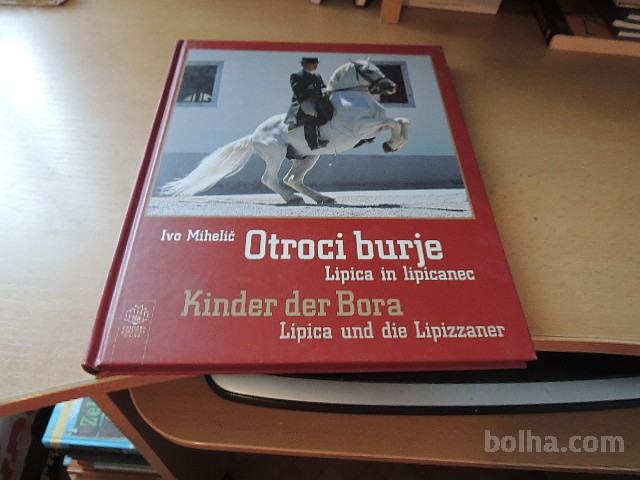 Ivo Mihelič Otroci burje
Lipica in lipicanec
Kinder der Bora
Lipica und die Lipizzaner
bolha.com